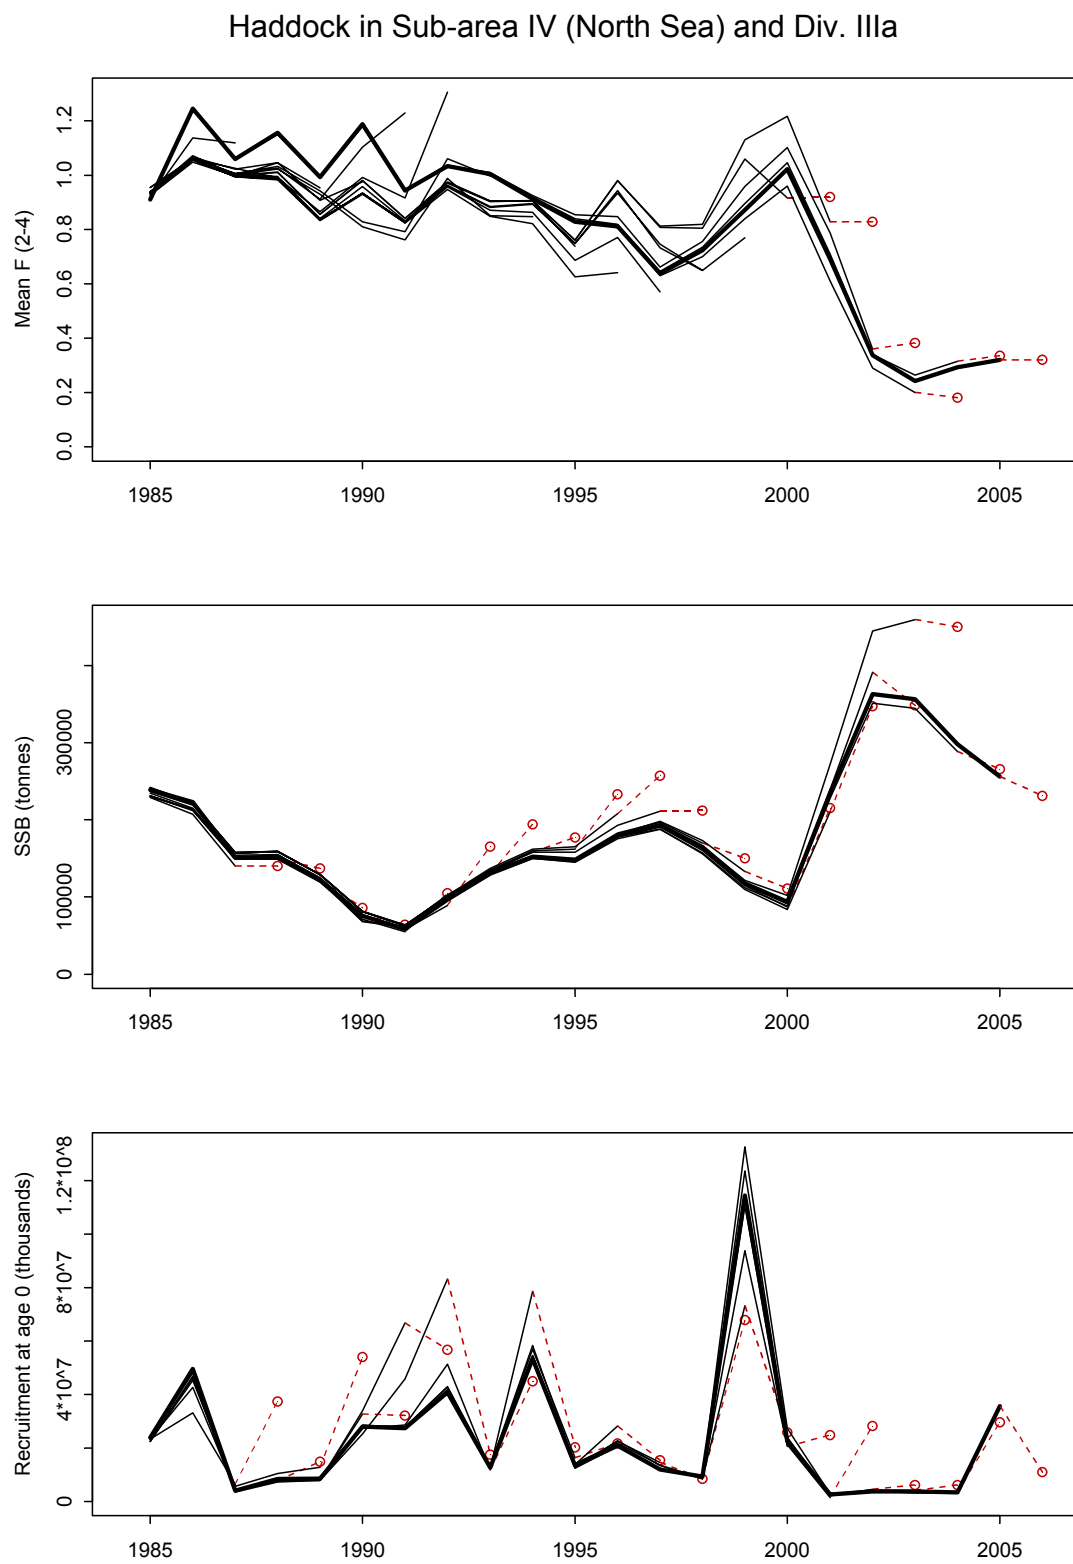 Haddock in Sub-area IV (North Sea) and Div. IIIa
Mean F (2-4)
0.0 0.2 0.4 0.6 0.8 1.0 1.2
1985 1990 1995 2000 2005
SSB (tonnes)
0 100000 300000
1985 1990 1995 2000 2005
Recruitment at age 0 (thousands)
0 4*10^7 8*10^7 1.2*10^8
1985 1990 1995 2000 2005